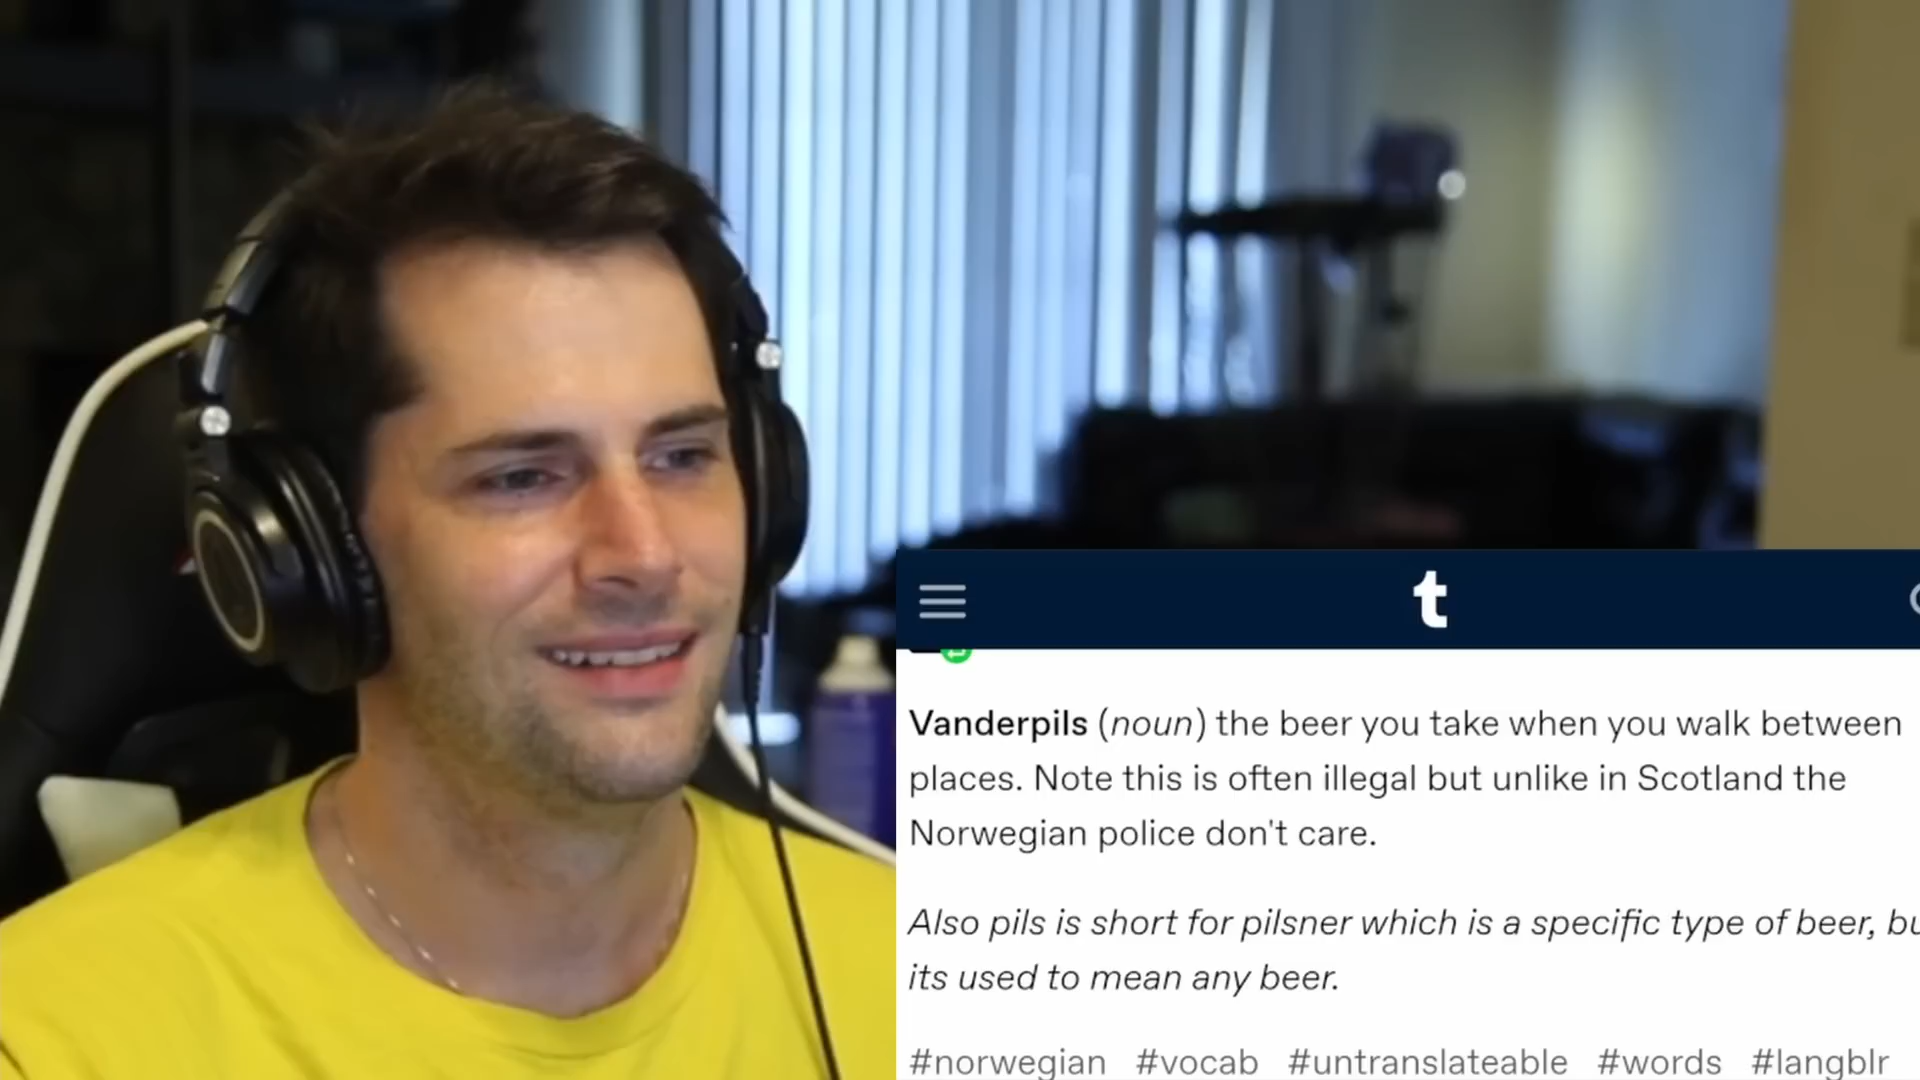 t
Vanderpils (noun) the beer you take when you walk between
places. Note this is often illegal but unlike in Scotland the
Norwegian police don't care.
Also pils is short for pilsner which is a specific type of beer,
its used to mean any beer.
#norwegian #vocab #untranslateable #words #langblr